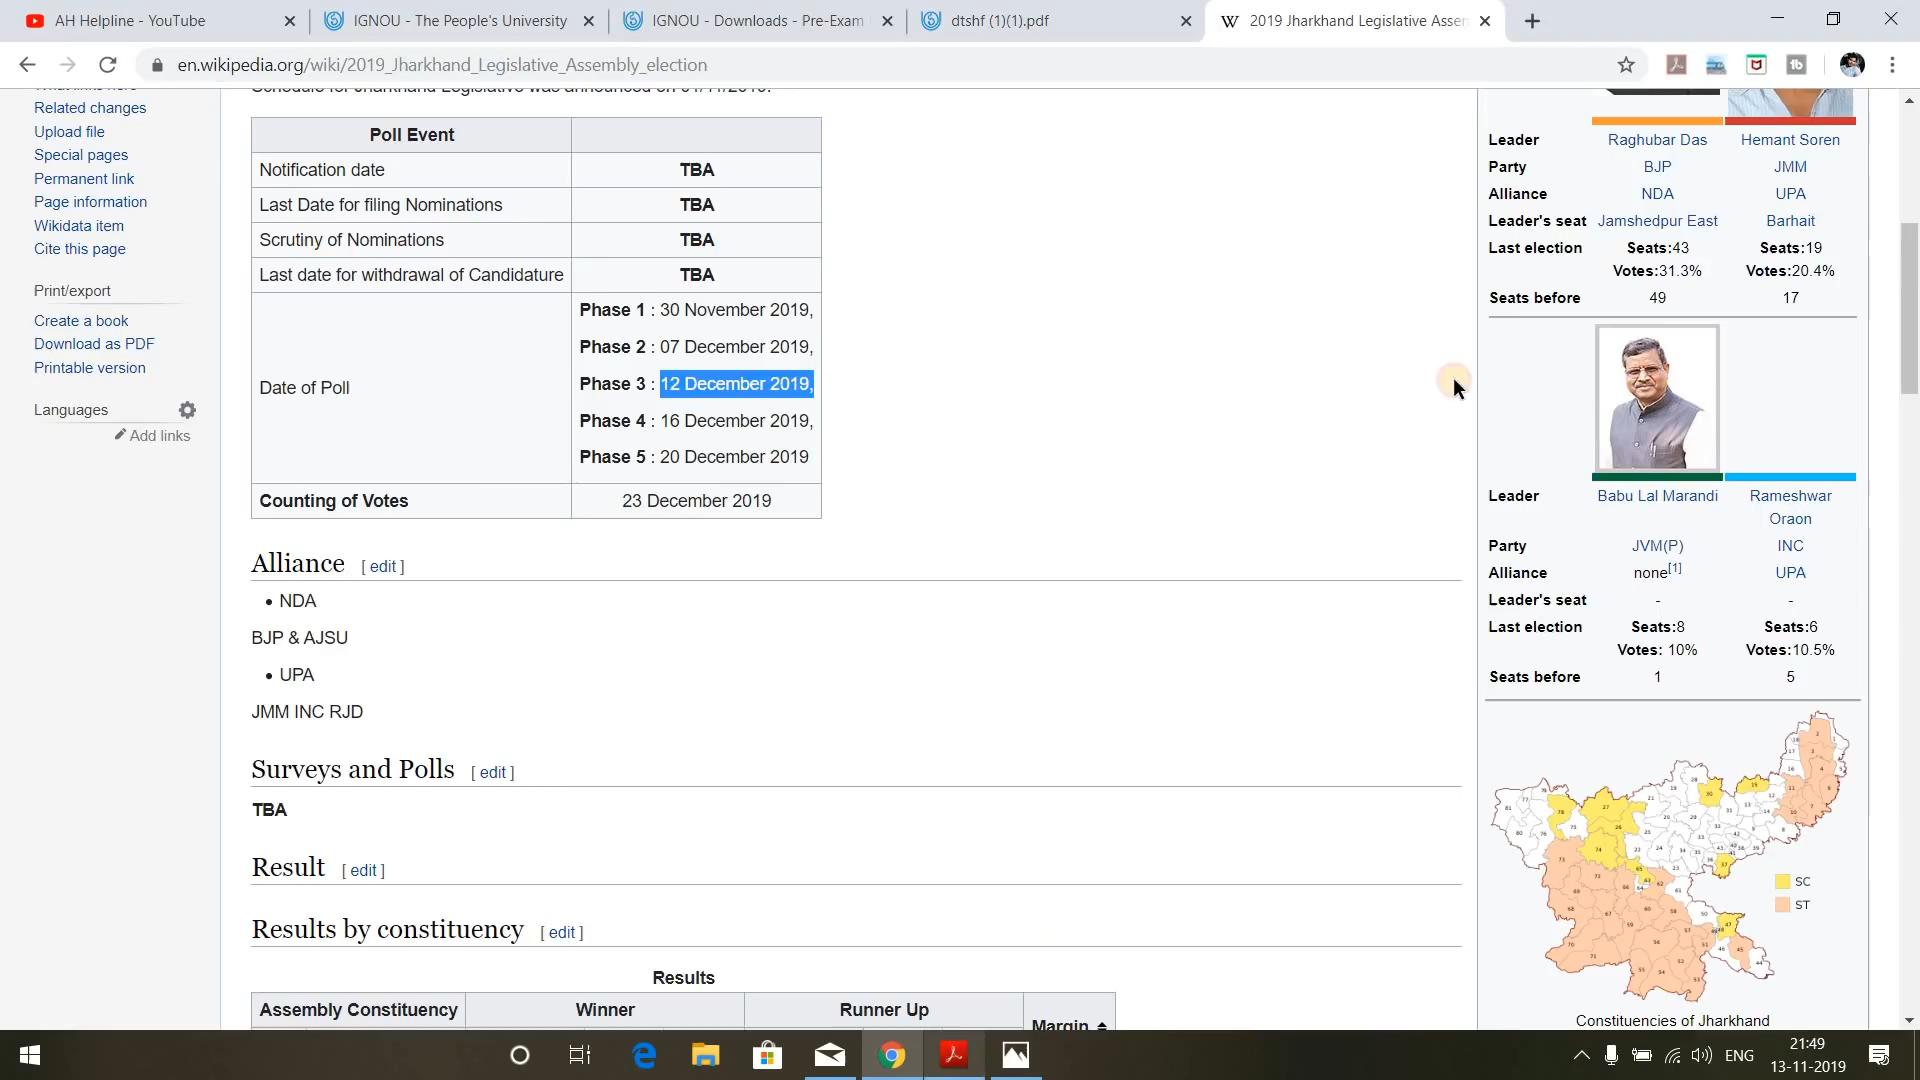 AH Helpline - YouTube
IGNOU - The People's University
IGNOU - Downloads - Pre-Exam
dtshf (1)(1).pdf
2019 Jharkhand Legislative Assem
en.wikipedia.org/wiki/2019_Jharkhand_Legislative_Assembly_election
Related changes
Upload file
Special pages
Permanent link
Page information
Wikidata item
Cite this page
Print/export
Create a book
Download as PDF
Printable version
Languages
Add links
Poll Event
Notification date TBA
Last Date for filing Nominations TBA
Scrutiny of Nominations TBA
Last date for withdrawal of Candidature TBA
Date of Poll
Phase 1 : 30 November 2019,
Phase 2 : 07 December 2019,
Phase 3 : 12 December 2019,
Phase 4 : 16 December 2019,
Phase 5 : 20 December 2019
Counting of Votes 23 December 2019
Alliance [ edit ]
• NDA
BJP & AJSU
• UPA
JMM INC RJD
Surveys and Polls [ edit ]
TBA
Result [ edit ]
Results by constituency [ edit ]
Results
Assembly Constituency Winner Runner Up Margin
Leader Raghubar Das Hemant Soren
Party BJP JMM
Alliance NDA UPA
Leader's seat Jamshedpur East Barhait
Last election Seats:43 Seats:19
Votes:31.3% Votes:20.4%
Seats before 49 17
Leader Babu Lal Marandi Rameshwar
Oraon
Party JVM(P) INC
Alliance none[1] UPA
Leader's seat - -
Last election Seats:8 Seats:6
Votes: 10% Votes:10.5%
Seats before 1 5
SC
ST
Constituencies of Jharkhand
ENG
21:49
13-11-2019